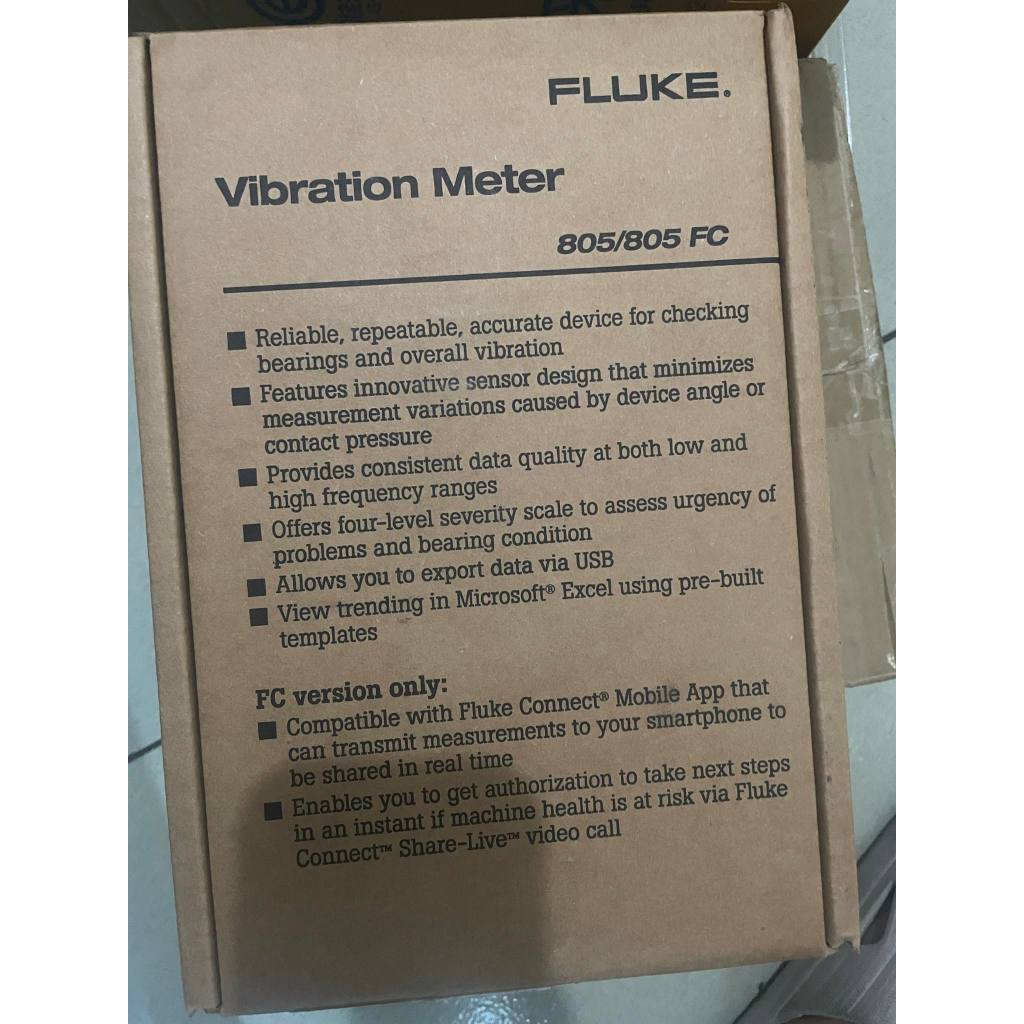 FLUKE®
Vibration Meter
805/805 FC
■ Reliable, repeatable, accurate device for checking
bearings and overall vibration
■ Features innovative sensor design that minimizes
measurement variations caused by device angle or
contact pressure
■ Provides consistent data quality at both low and
high frequency ranges
■ Offers four-level severity scale to assess urgency of
problems and bearing condition
■ Allows you to export data via USB
■ View trending in Microsoft® Excel using pre-built
templates
FC version only:
■ Compatible with Fluke Connect® Mobile App that
can transmit measurements to your smartphone to
be shared in real time
■ Enables you to get authorization to take next steps
in an instant if machine health is at risk via Fluke
Connect™ Share-Live™ video call